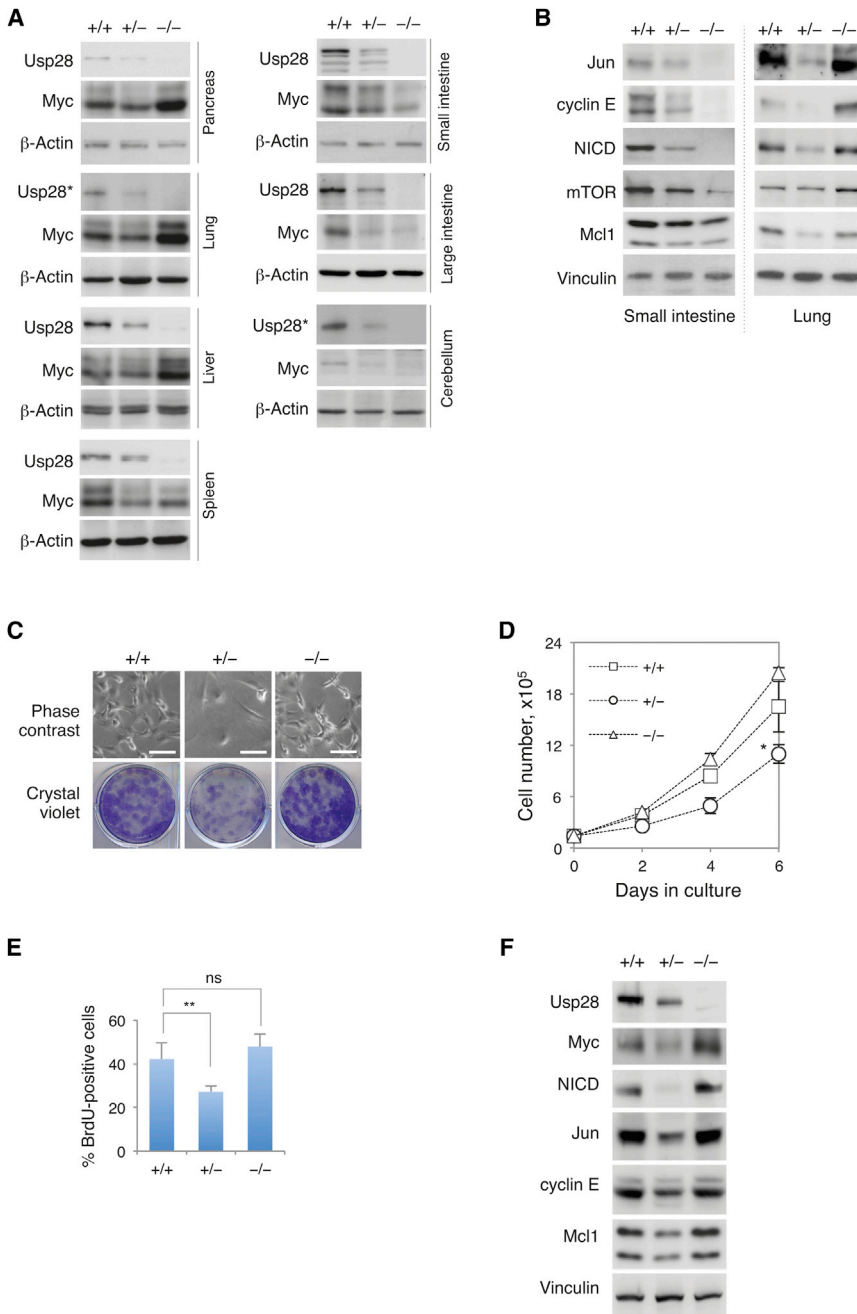 A
+/+ +/− −/−
Usp28
Myc
β-Actin
Pancreas
Usp28*
Myc
β-Actin
Lung
Usp28
Myc
β-Actin
Liver
Usp28
Myc
β-Actin
Spleen
+/+ +/− −/−
Usp28
Myc
β-Actin
Small intestine
Usp28
Myc
β-Actin
Large intestine
Usp28*
Myc
β-Actin
Cerebellum
B
+/+ +/− −/− +/+ +/− −/−
Jun
cyclin E
NICD
mTOR
Mcl1
Vinculin
Small intestine Lung
C
+/+ +/− −/−
Phase
contrast
Crystal
violet
D
Cell number, x10⁵
24
18
12
6
0
+/+
+/−
−/−
*
0 2 4 6
Days in culture
E
ns
**
% BrdU-positive cells
60
40
20
0
+/+ +/− −/−
F
+/+ +/− −/−
Usp28
Myc
NICD
Jun
cyclin E
Mcl1
Vinculin